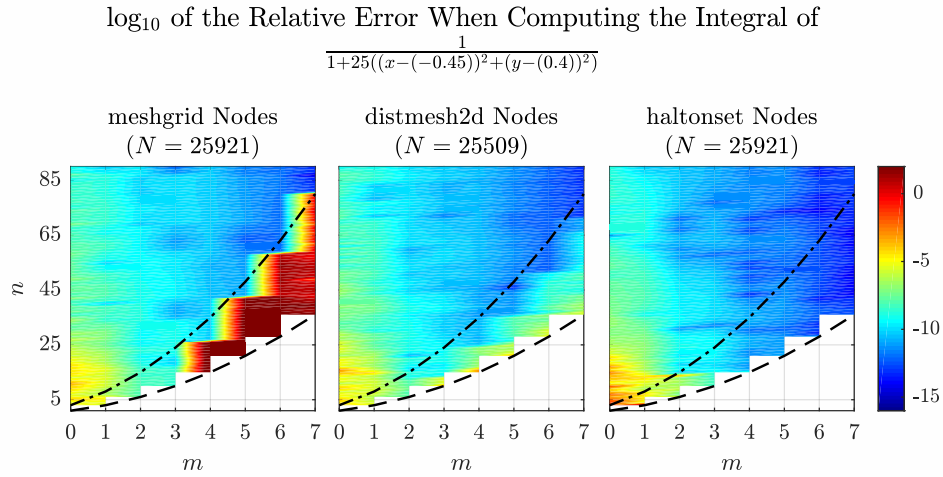 log₁₀ of the Relative Error When Computing the Integral of
1
1+25((x−(−0.45))²+(y−(0.4))²)
meshgrid Nodes
(N = 25921)
distmesh2d Nodes
(N = 25509)
haltonset Nodes
(N = 25921)
n
85
65
45
25
5
0 1 2 3 4 5 6 7
m
0 1 2 3 4 5 6 7
m
0 1 2 3 4 5 6 7
m
0
-5
-10
-15